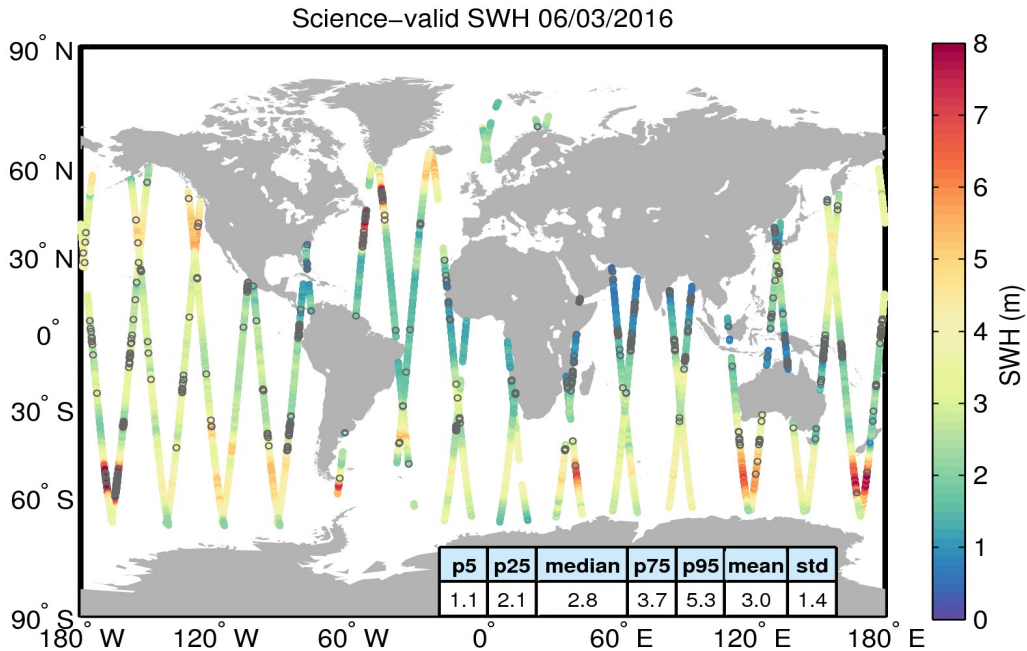 Science−valid SWH 06/03/2016
90° N
60° N
30° N
0°
30° S
60° S
90° S
180° W
120° W
60° W
0°
60° E
120° E
180° E
p5 p25 median p75 p95 mean std
1.1 2.1 2.8 3.7 5.3 3.0 1.4
8
7
6
5
4
3
2
1
0
SWH (m)